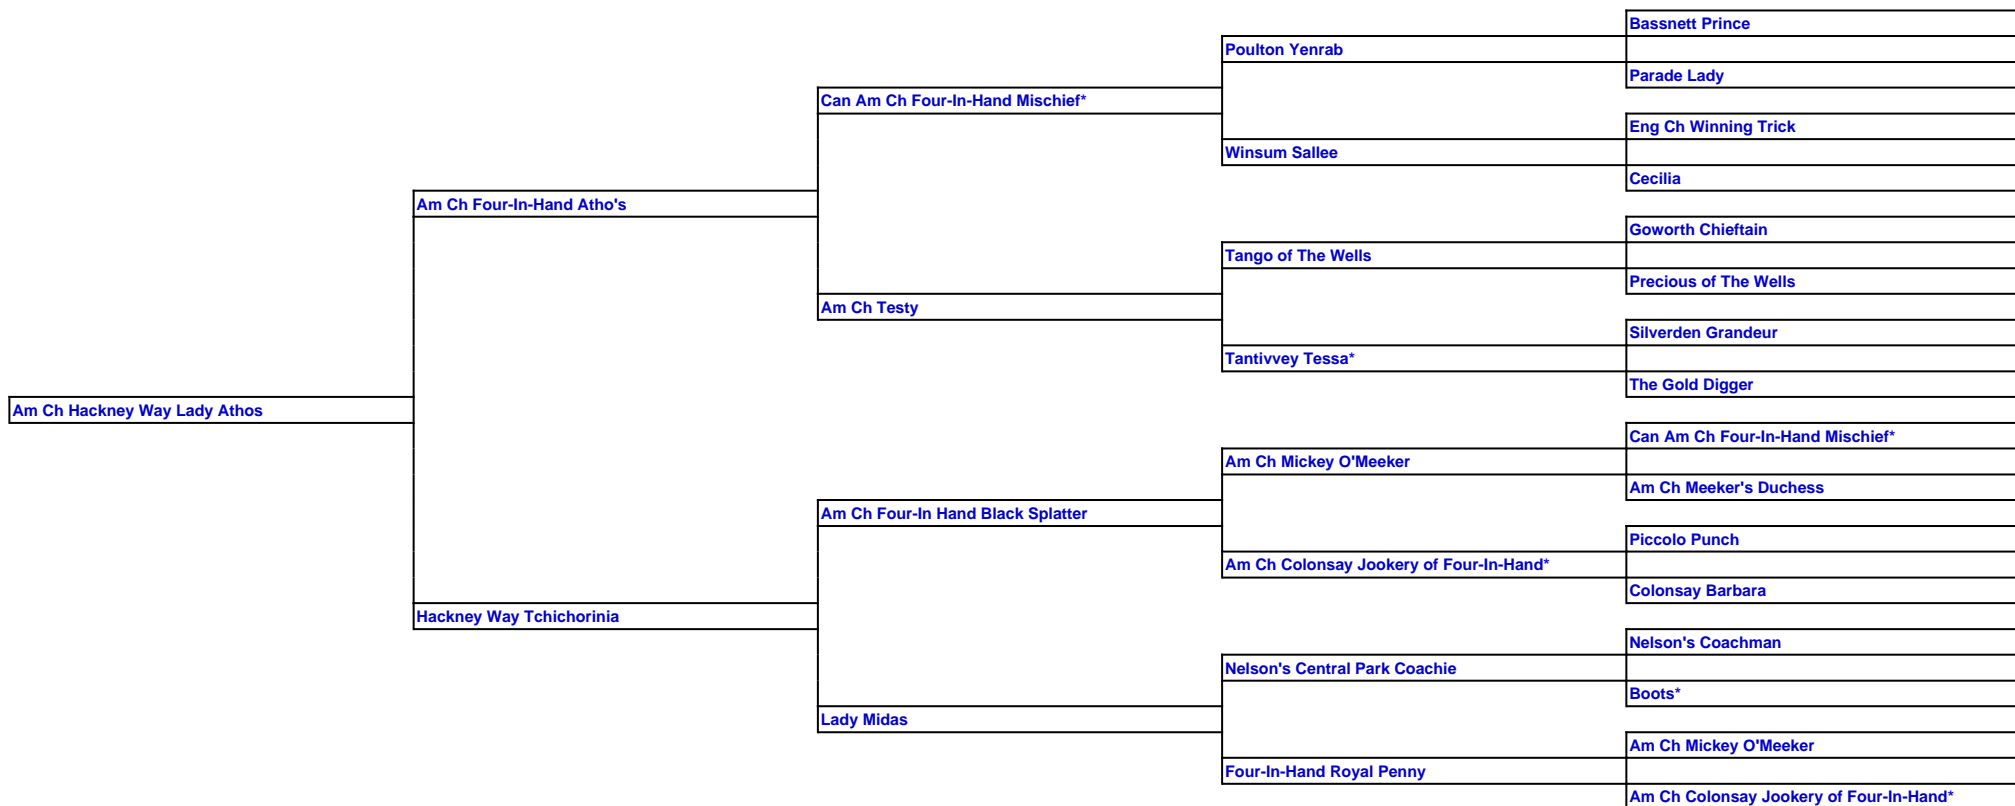 Bassnett Prince
Poulton Yenrab
Parade Lady
Can Am Ch Four-In-Hand Mischief*
Eng Ch Winning Trick
Winsum Sallee
Cecilia
Am Ch Four-In-Hand Atho's
Goworth Chieftain
Tango of The Wells
Precious of The Wells
Am Ch Testy
Silverden Grandeur
Tantivvey Tessa*
The Gold Digger
Am Ch Hackney Way Lady Athos
Can Am Ch Four-In-Hand Mischief*
Am Ch Mickey O'Meeker
Am Ch Meeker's Duchess
Am Ch Four-In Hand Black Splatter
Piccolo Punch
Am Ch Colonsay Jookery of Four-In-Hand*
Colonsay Barbara
Hackney Way Tchichorinia
Nelson's Coachman
Nelson's Central Park Coachie
Boots*
Lady Midas
Am Ch Mickey O'Meeker
Four-In-Hand Royal Penny
Am Ch Colonsay Jookery of Four-In-Hand*